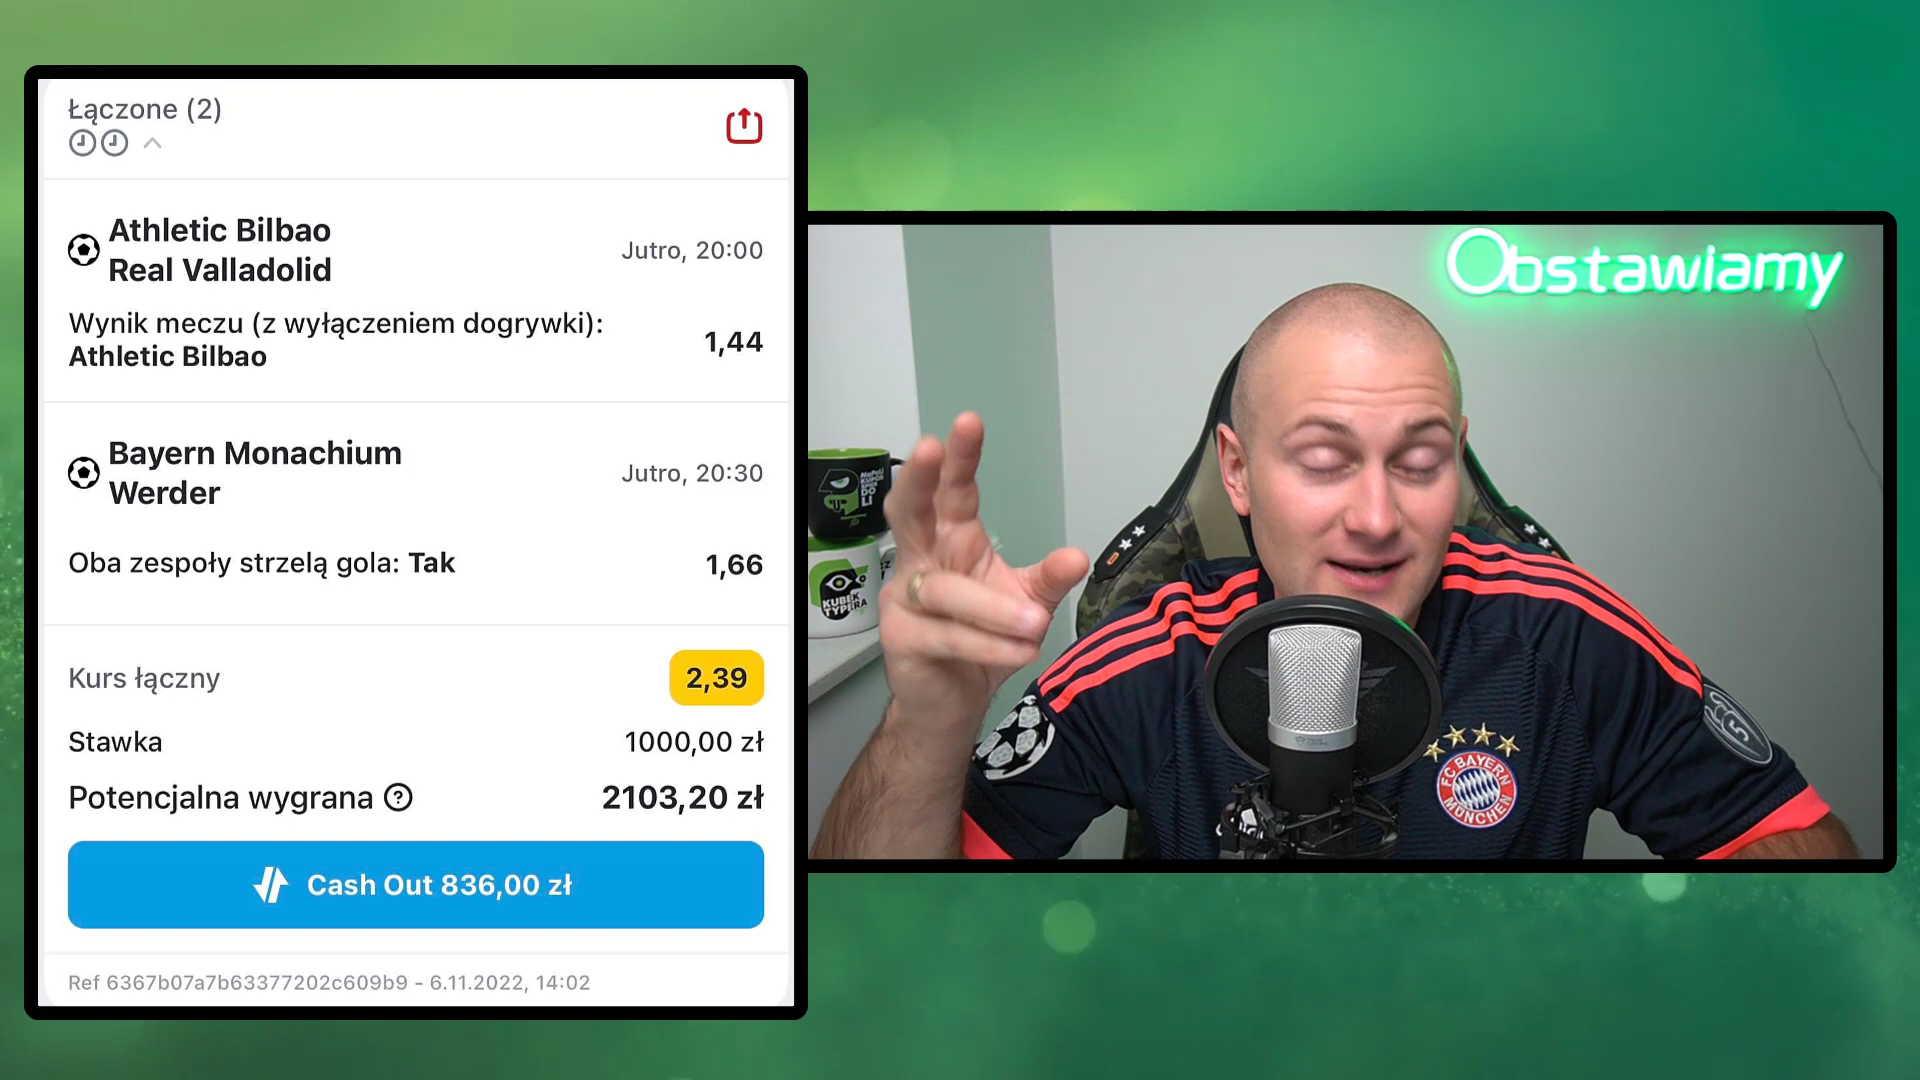 Łączone (2)
Athletic Bilbao
Real Valladolid
Jutro, 20:00
Wynik meczu (z wyłączeniem dogrywki):
Athletic Bilbao
1,44
Bayern Monachium
Werder
Jutro, 20:30
Oba zespoły strzelą gola: Tak
1,66
Kurs łączny
2,39
Stawka
1000,00 zł
Potencjalna wygrana ?
2103,20 zł
Cash Out 836,00 zł
Ref 6367b07a7b63377202c609b9 - 6.11.2022, 14:02
Obstawiamy
KUBEK
TYPERA
FC BAYERN
MÜNCHEN
5